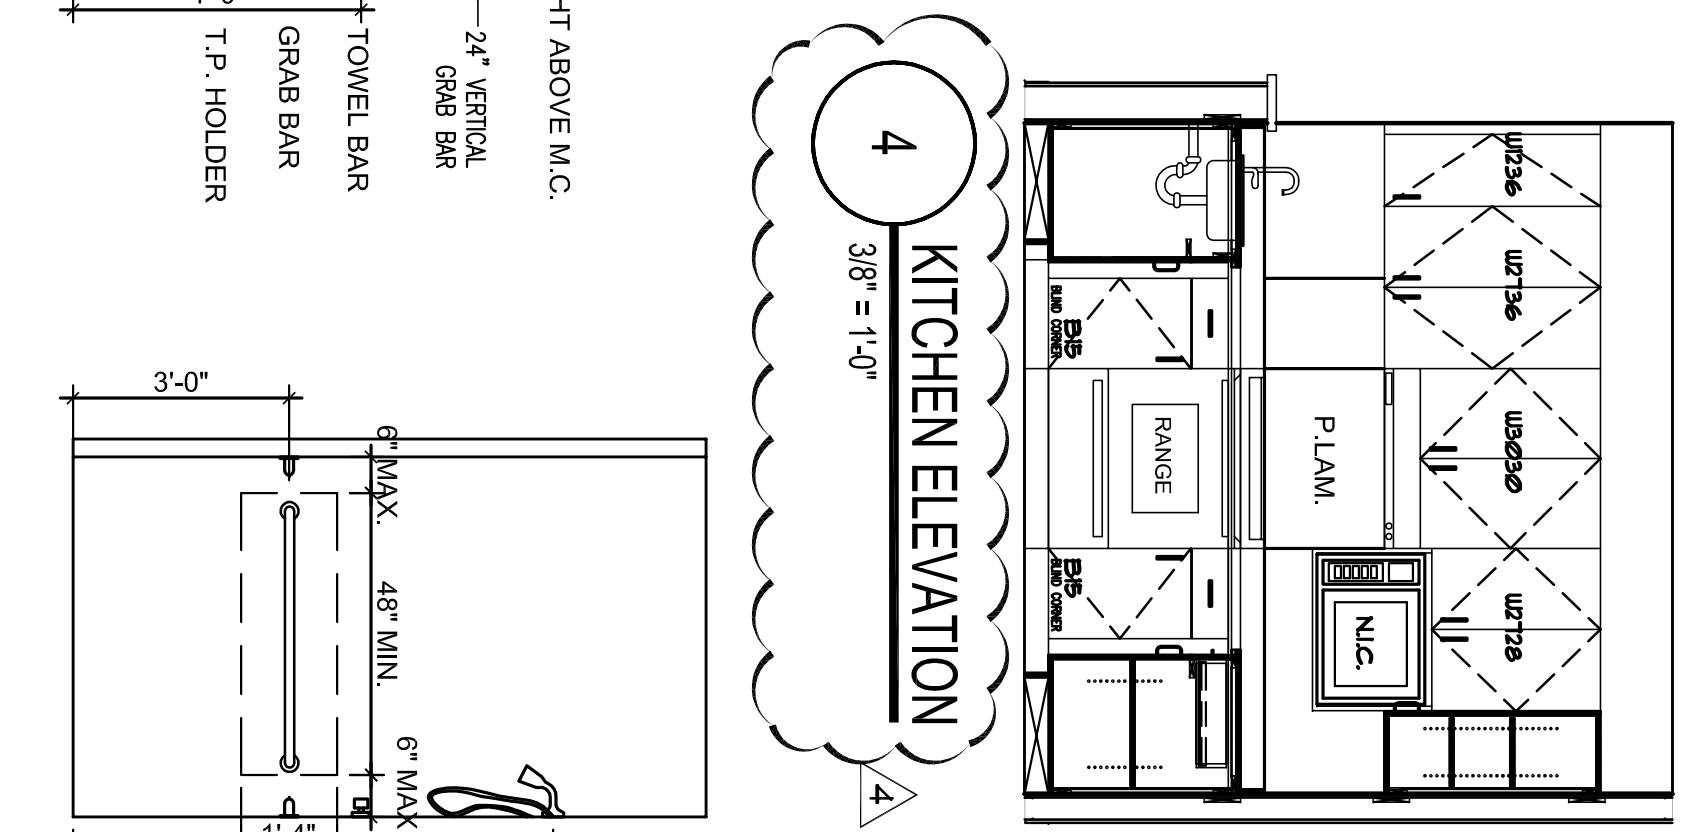 HT ABOVE M.C.
24" VERTICAL
GRAB BAR
TOWEL BAR
GRAB BAR
T.P. HOLDER
4
KITCHEN ELEVATION
3/8" = 1'-0"
4
W1236
W2736
W3030
W2728
P.LAM.
N.I.C.
RANGE
B15
BLIND CORNER
B15
BLIND CORNER
3'-0"
6" MAX.
48" MIN.
6" MAX
1'-4"